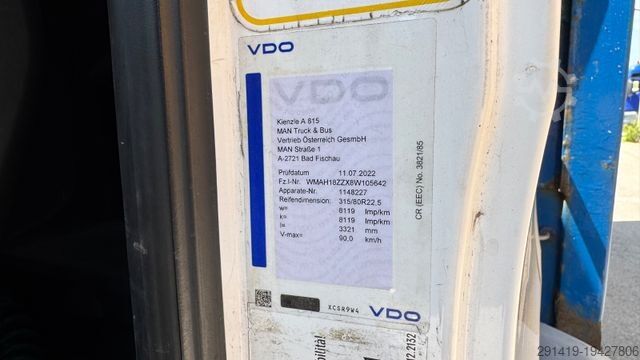 VDO
VDO
Kienzle A 815
MAN Truck & Bus
Vertrieb Österreich GesmbH
MAN Straße 1
A-2721 Bad Fischau
Prüfdatum 11.07.2022
Fz.I-Nr. WMAH18ZZX8W105642
Apparate-Nr. 1148227
Reifendimension: 315/80R22,5
w= 8119 Imp/km
k= 8119 Imp/km
l= 3321 mm
V-max= 90,0 km/h
CR (EEC) No. 3821/85
XCSR9W4
VDO
2.2132
291419-19427806